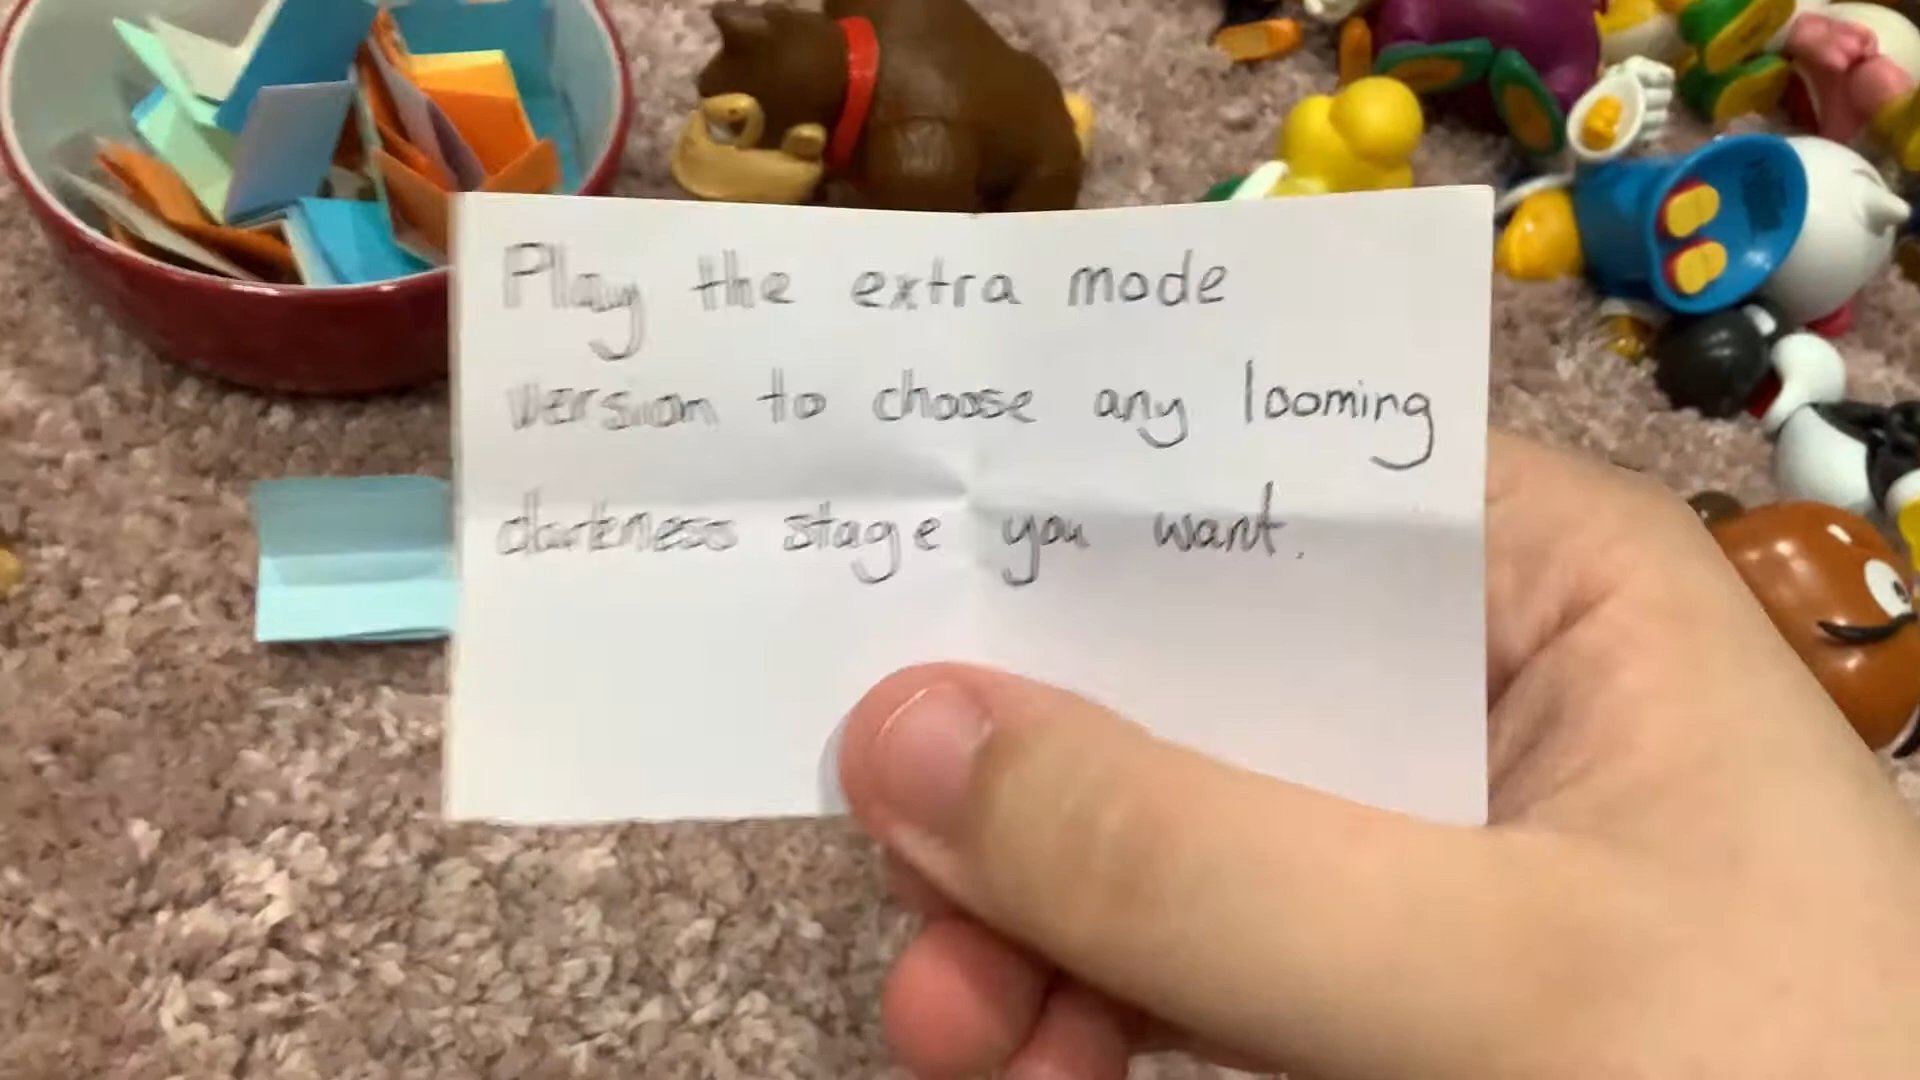 Play the extra mode
version to choose any looming
darkness stage you want.